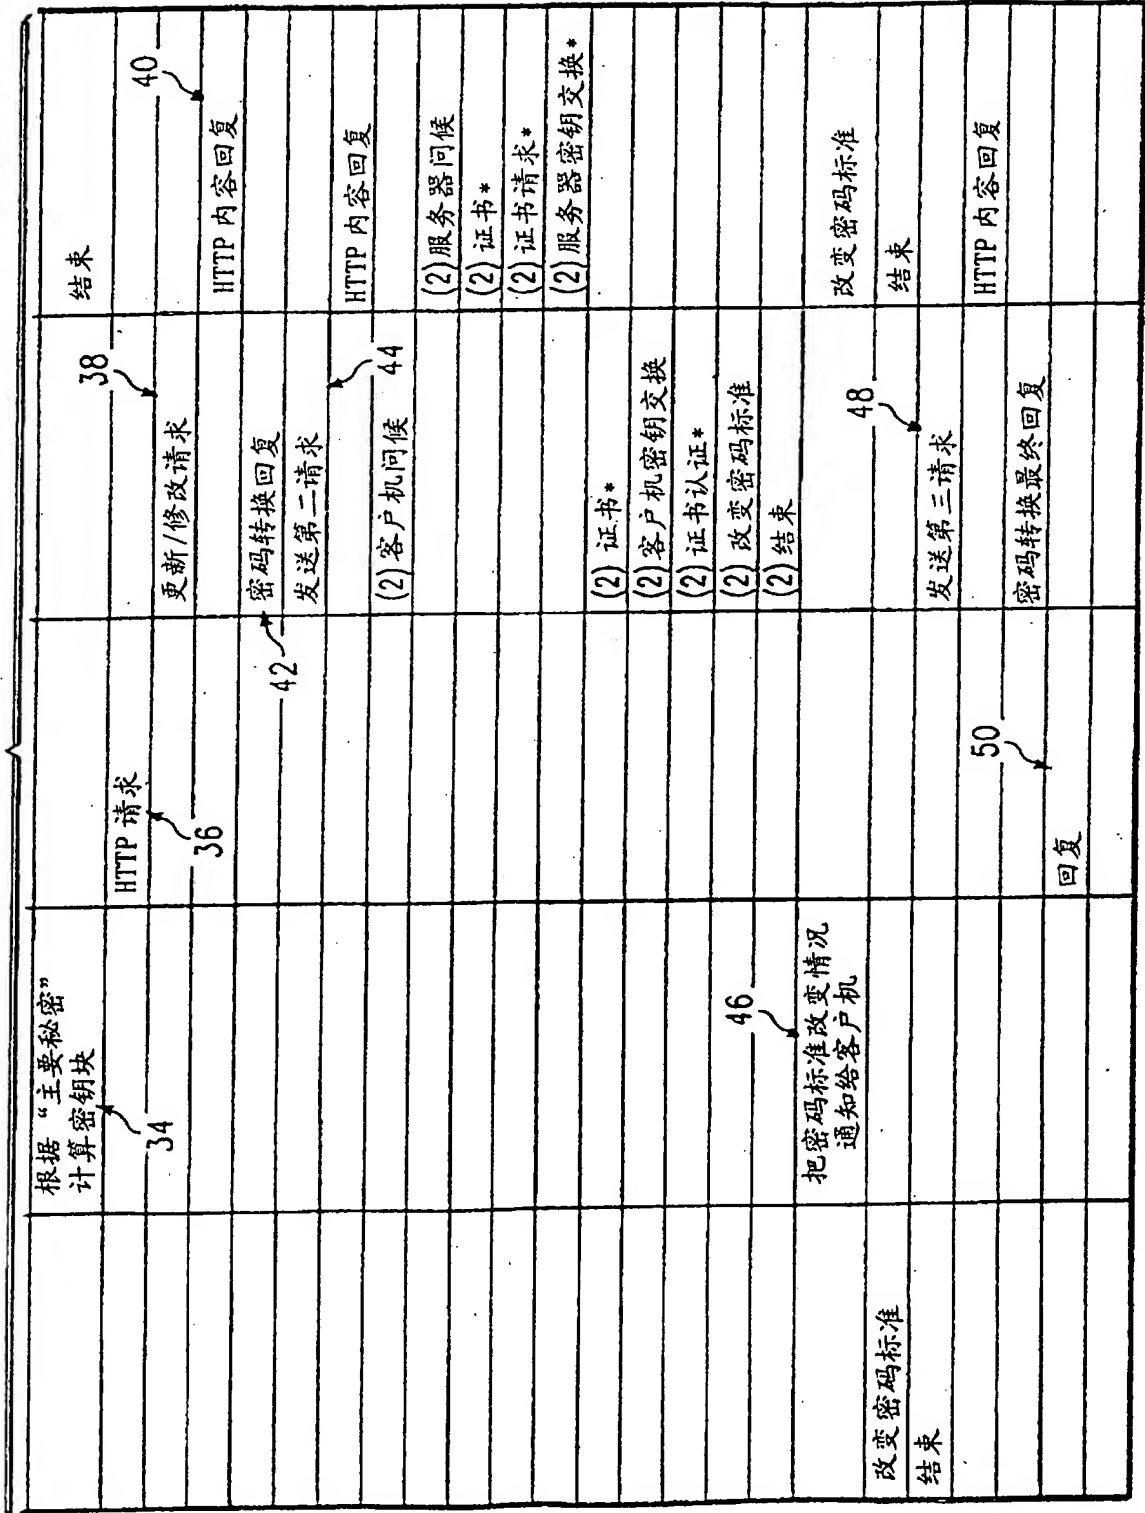 根据“主要秘密”
计算密钥块
34
结束
HTTP 请求
36
更新/修改请求
38
HTTP 内容回复
40
密码转换回复
42
发送第二请求
44
HTTP 内容回复
(2)客户机问候
(2)服务器问候
(2)证书*
(2)证书请求*
(2)服务器密钥交换*
(2)证书*
(2)客户机密钥交换
(2)证书认证*
(2)改变密码标准
(2)结束
46
把密码标准改变情况
通知给客户机
改变密码标准
改变密码标准
结束
结束
48
发送第三请求
HTTP 内容回复
密码转换最终回复
50
回复